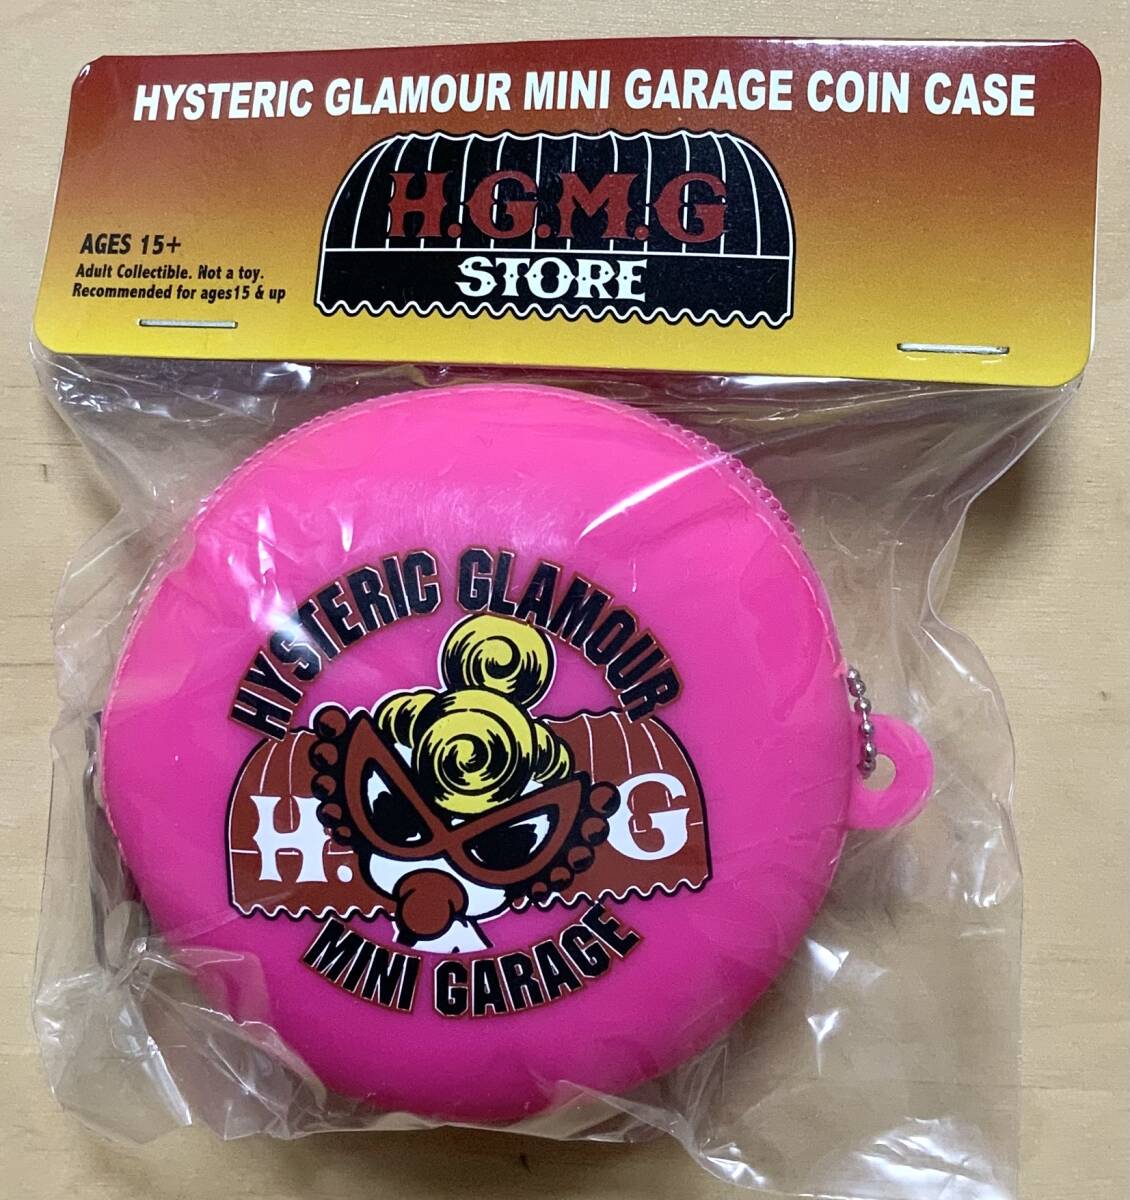 HYSTERIC GLAMOUR MINI GARAGE COIN CASE
H.G.M.G
STORE
AGES 15+
Adult Collectible. Not a toy.
Recommended for ages15 & up
HYSTERIC GLAMOUR
H. G
MINI GARAGE